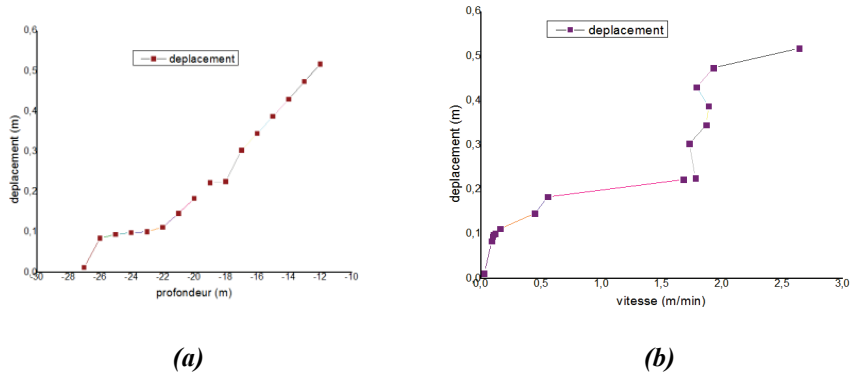 0,6
0,5
0,4
0,3
0,2
0,1
0,0
deplacement (m)
deplacement
-30 -28 -26 -24 -22 -20 -18 -16 -14 -12 -10
profondeur (m)
(a)
0,6
0,5
0,4
0,3
0,2
0,1
0,0
deplacement (m)
deplacement
0,0 0,5 1,0 1,5 2,0 2,5 3,0
vitesse (m/min)
(b)